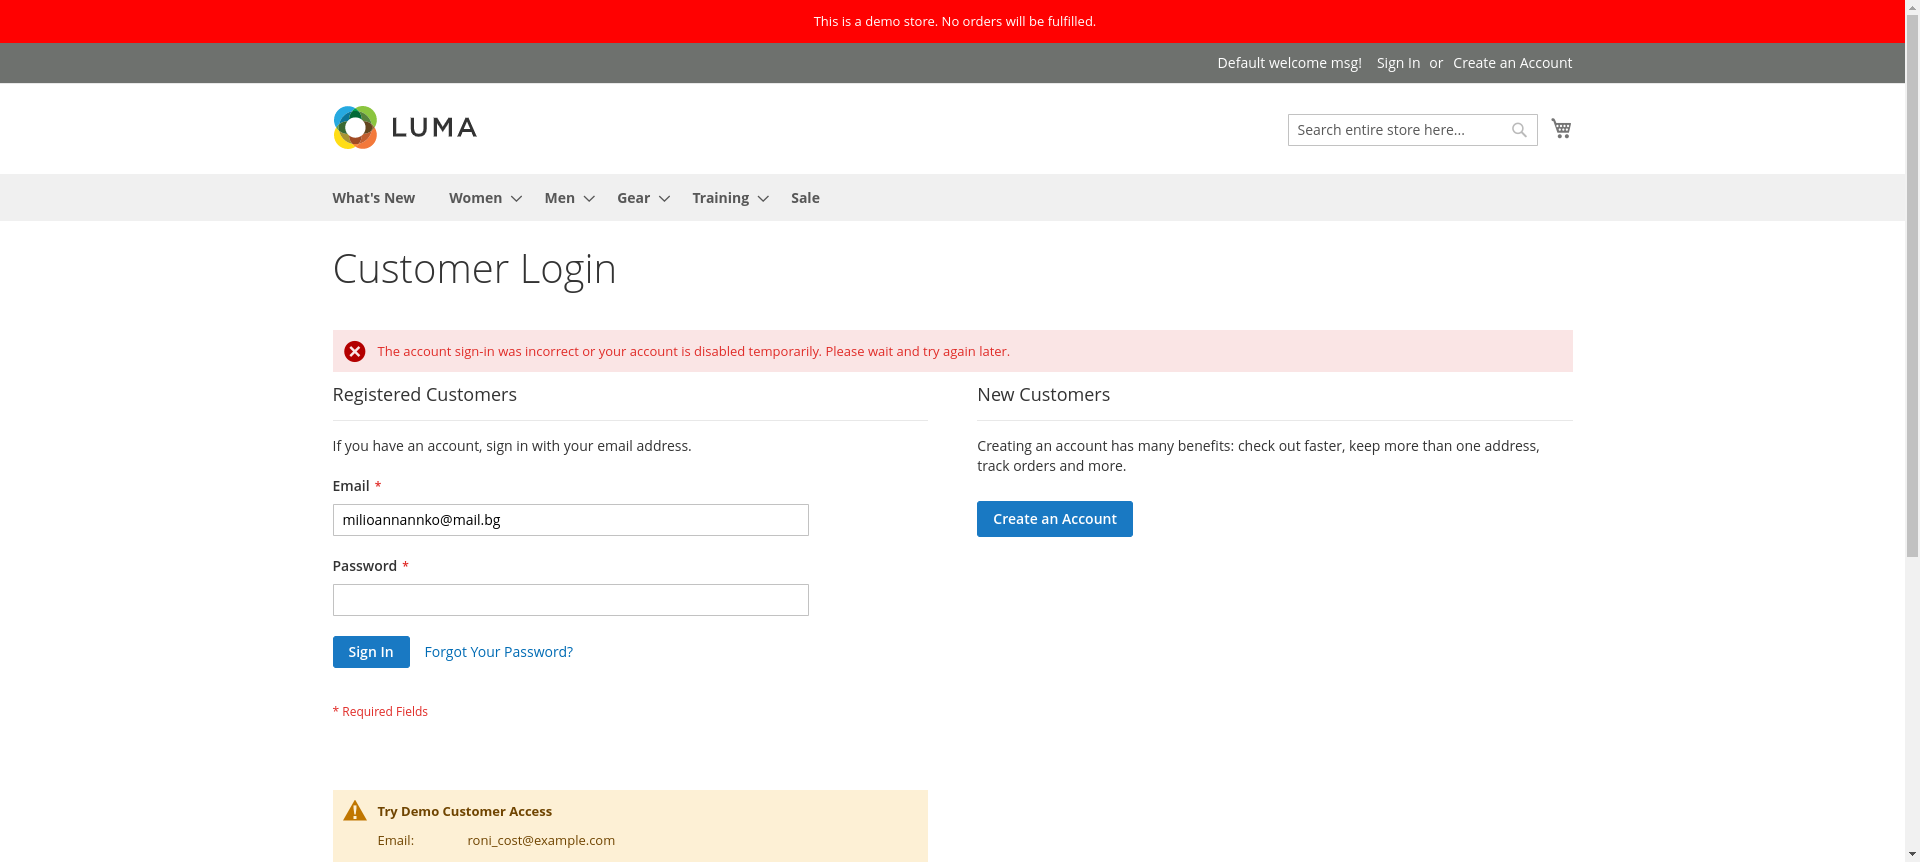 This is a demo store. No orders will be fulfilled.
Default welcome msg! Sign In or Create an Account
LUMA
Search entire store here...
What's New Women Men Gear Training Sale
Customer Login
The account sign-in was incorrect or your account is disabled temporarily. Please wait and try again later.
Registered Customers
If you have an account, sign in with your email address.
Email *
milioannannko@mail.bg
Password *
Sign In Forgot Your Password?
* Required Fields
New Customers
Creating an account has many benefits: check out faster, keep more than one address,
track orders and more.
Create an Account
Try Demo Customer Access
Email: roni_cost@example.com